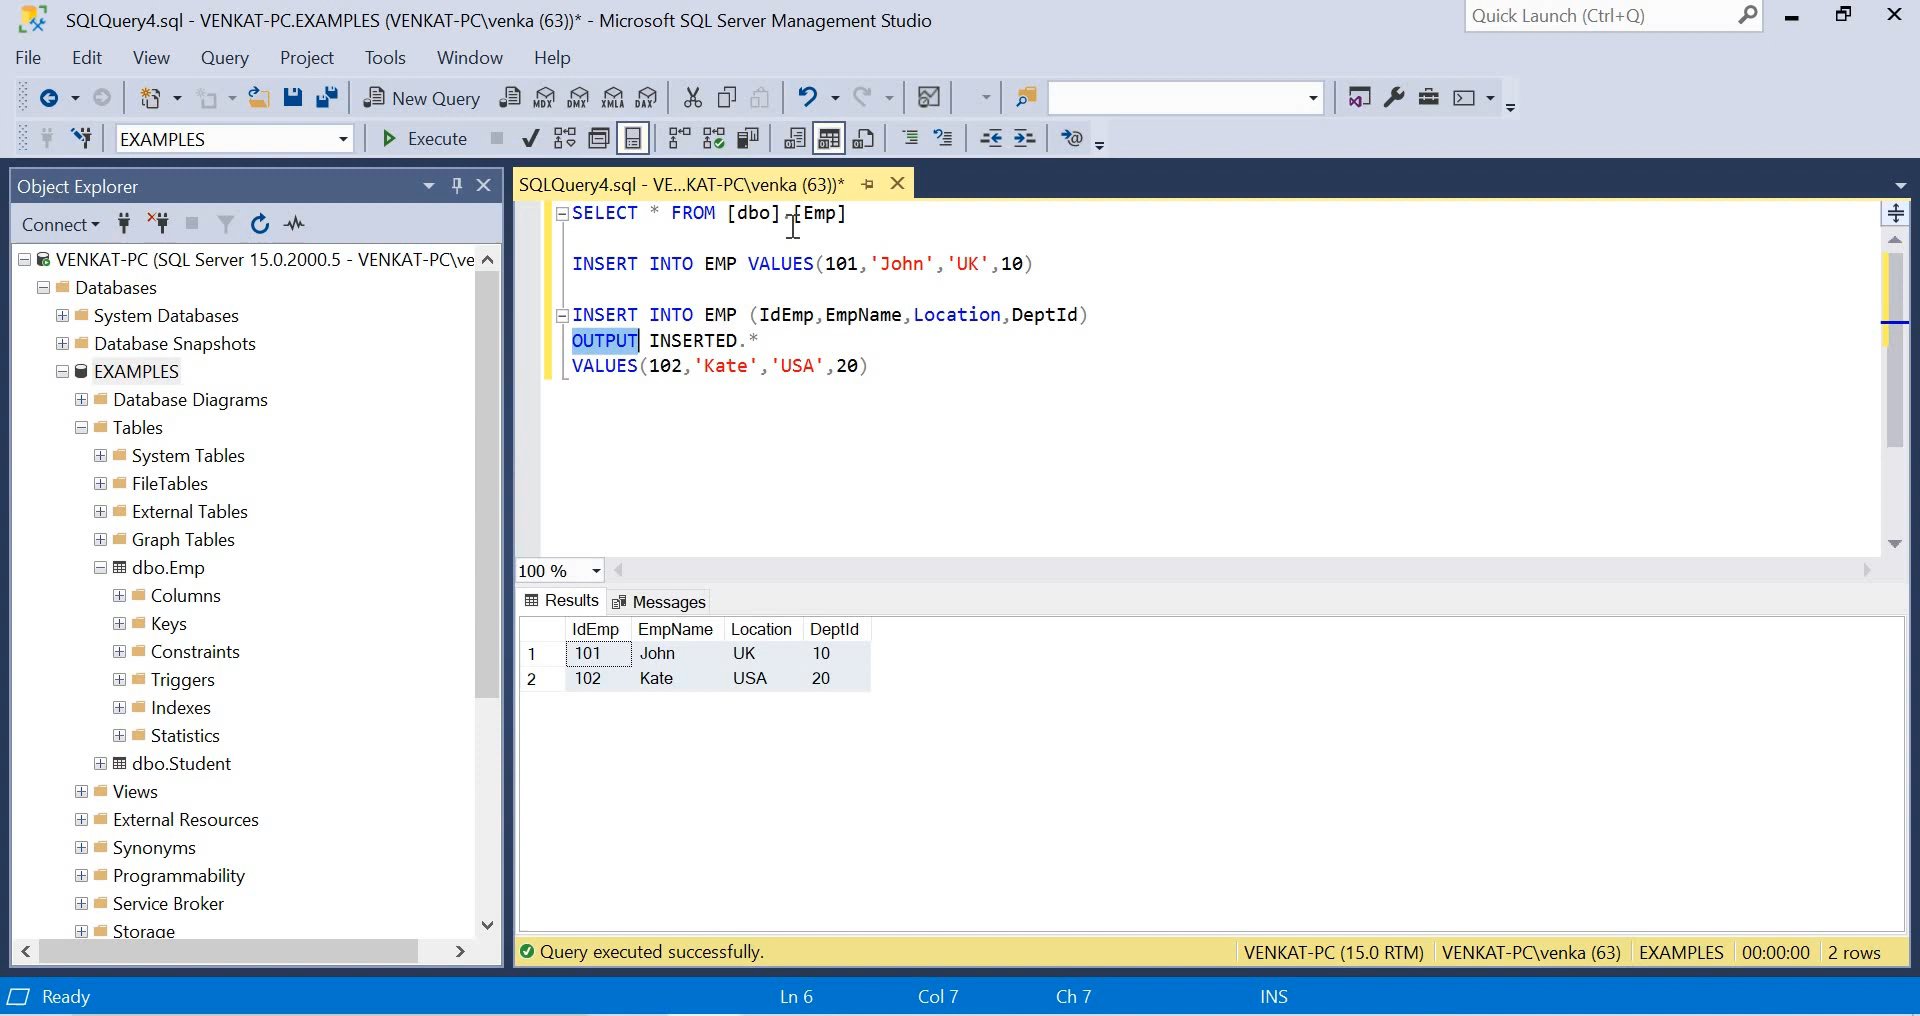 SQLQuery4.sql - VENKAT-PC.EXAMPLES (VENKAT-PC\venka (63))* - Microsoft SQL Server Management Studio
Quick Launch (Ctrl+Q)
File Edit View Query Project Tools Window Help
New Query MDX DMX XMLA DAX
EXAMPLES Execute
Object Explorer
Connect
VENKAT-PC (SQL Server 15.0.2000.5 - VENKAT-PC\ve
Databases
System Databases
Database Snapshots
EXAMPLES
Database Diagrams
Tables
System Tables
FileTables
External Tables
Graph Tables
dbo.Emp
Columns
Keys
Constraints
Triggers
Indexes
Statistics
dbo.Student
Views
External Resources
Synonyms
Programmability
Service Broker
Storage
SQLQuery4.sql - VE...KAT-PC\venka (63))*
SELECT * FROM [dbo].[Emp]
INSERT INTO EMP VALUES(101,'John','UK',10)
INSERT INTO EMP (IdEmp,EmpName,Location,DeptId)
OUTPUT INSERTED.*
VALUES(102,'Kate','USA',20)
100 %
Results Messages
IdEmp EmpName Location DeptId
1 101 John UK 10
2 102 Kate USA 20
Query executed successfully. VENKAT-PC (15.0 RTM) VENKAT-PC\venka (63) EXAMPLES 00:00:00 2 rows
Ready Ln 6 Col 7 Ch 7 INS